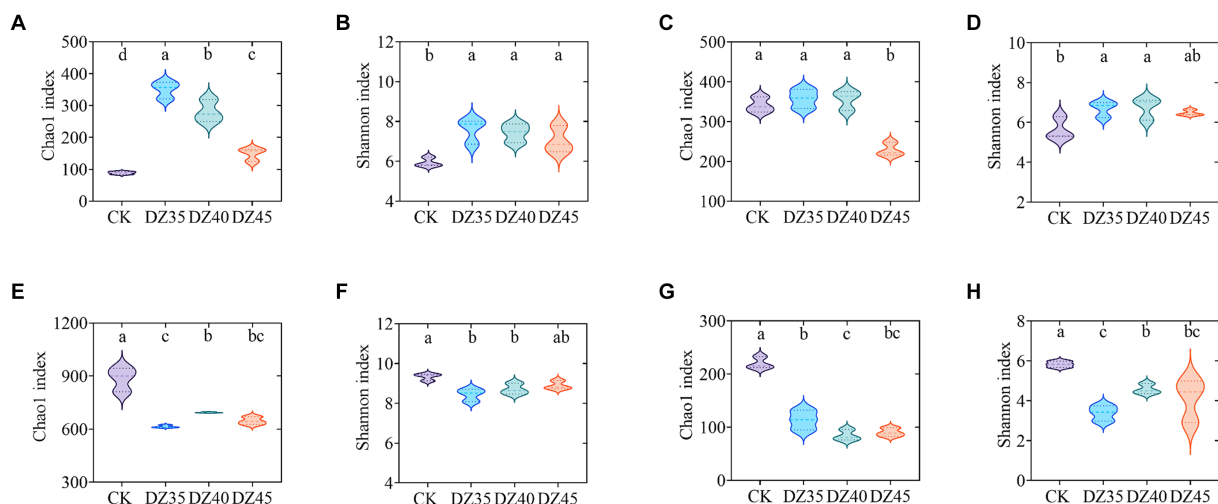 A
Chao1 index
500
400
300
200
100
0
d a b c
CK DZ35 DZ40 DZ45
B
Shannon index
12
10
8
6
4
b a a a
CK DZ35 DZ40 DZ45
C
Chao1 index
500
400
300
200
100
a a a b
CK DZ35 DZ40 DZ45
D
Shannon index
10
8
6
4
2
b a a ab
CK DZ35 DZ40 DZ45
E
Chao1 index
1200
900
600
300
a c b bc
CK DZ35 DZ40 DZ45
F
Shannon index
12
10
8
6
4
a b b ab
CK DZ35 DZ40 DZ45
G
Chao1 index
300
200
100
0
a b c bc
CK DZ35 DZ40 DZ45
H
Shannon index
8
6
4
2
0
a c b bc
CK DZ35 DZ40 DZ45